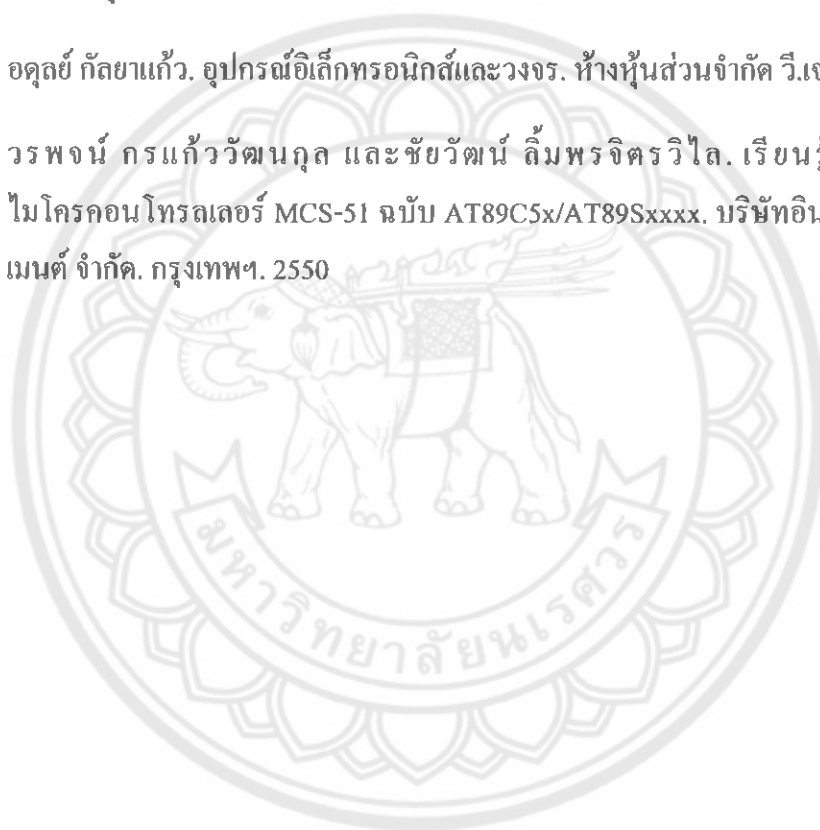 อดุลย์ กัลยาแก้ว. อุปกรณ์อิเล็กทรอนิกส์และวงจร. ห้างหุ้นส่วนจำกัด วี.เจ
วรพจน์ กรแก้ววัฒนกุล และชัยวัฒน์ ลิ้มพรจิตรวิไล. เรียนรู้
ไมโครคอนโทรลเลอร์ MCS-51 ฉบับ AT89C5x/AT89Sxxxx. บริษัทอิน
เมนต์ จำกัด. กรุงเทพฯ. 2550
มหาวิทยาลัยนเรศวร